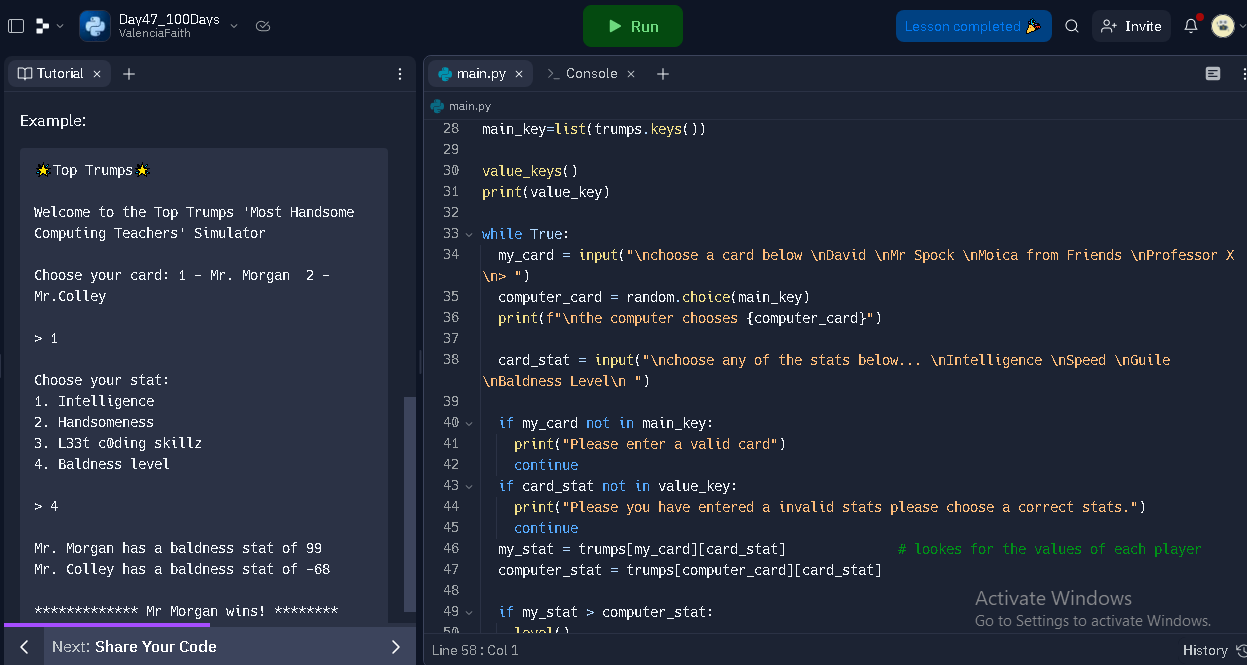 Day47_100Days
ValenciaFaith
Run
Lesson completed 🎉
Invite
Tutorial
main.py
Console
main.py
Example:
🌟Top Trumps🌟
Welcome to the Top Trumps 'Most Handsome
Computing Teachers' Simulator
Choose your card: 1 - Mr. Morgan  2 -
Mr.Colley
> 1
Choose your stat:
1. Intelligence
2. Handsomeness
3. L33t c0ding skillz
4. Baldness level
> 4
Mr. Morgan has a baldness stat of 99
Mr. Colley has a baldness stat of -68
************* Mr Morgan wins! ********
Next: Share Your Code
28 main_key=list(trumps.keys())
29
30 value_keys()
31 print(value_key)
32
33 while True:
34   my_card = input("\nchoose a card below \nDavid \nMr Spock \nMoica from Friends \nProfessor X
\n> ")
35   computer_card = random.choice(main_key)
36   print(f"\nthe computer chooses {computer_card}")
37
38   card_stat = input("\nchoose any of the stats below... \nIntelligence \nSpeed \nGuile
\nBaldness Level\n ")
39
40   if my_card not in main_key:
41     print("Please enter a valid card")
42     continue
43   if card_stat not in value_key:
44     print("Please you have entered a invalid stats please choose a correct stats.")
45     continue
46   my_stat = trumps[my_card][card_stat]              # lookes for the values of each player
47   computer_stat = trumps[computer_card][card_stat]
48
49   if my_stat > computer_stat:
50     level()
Activate Windows
Go to Settings to activate Windows.
Line 58 : Col 1
History